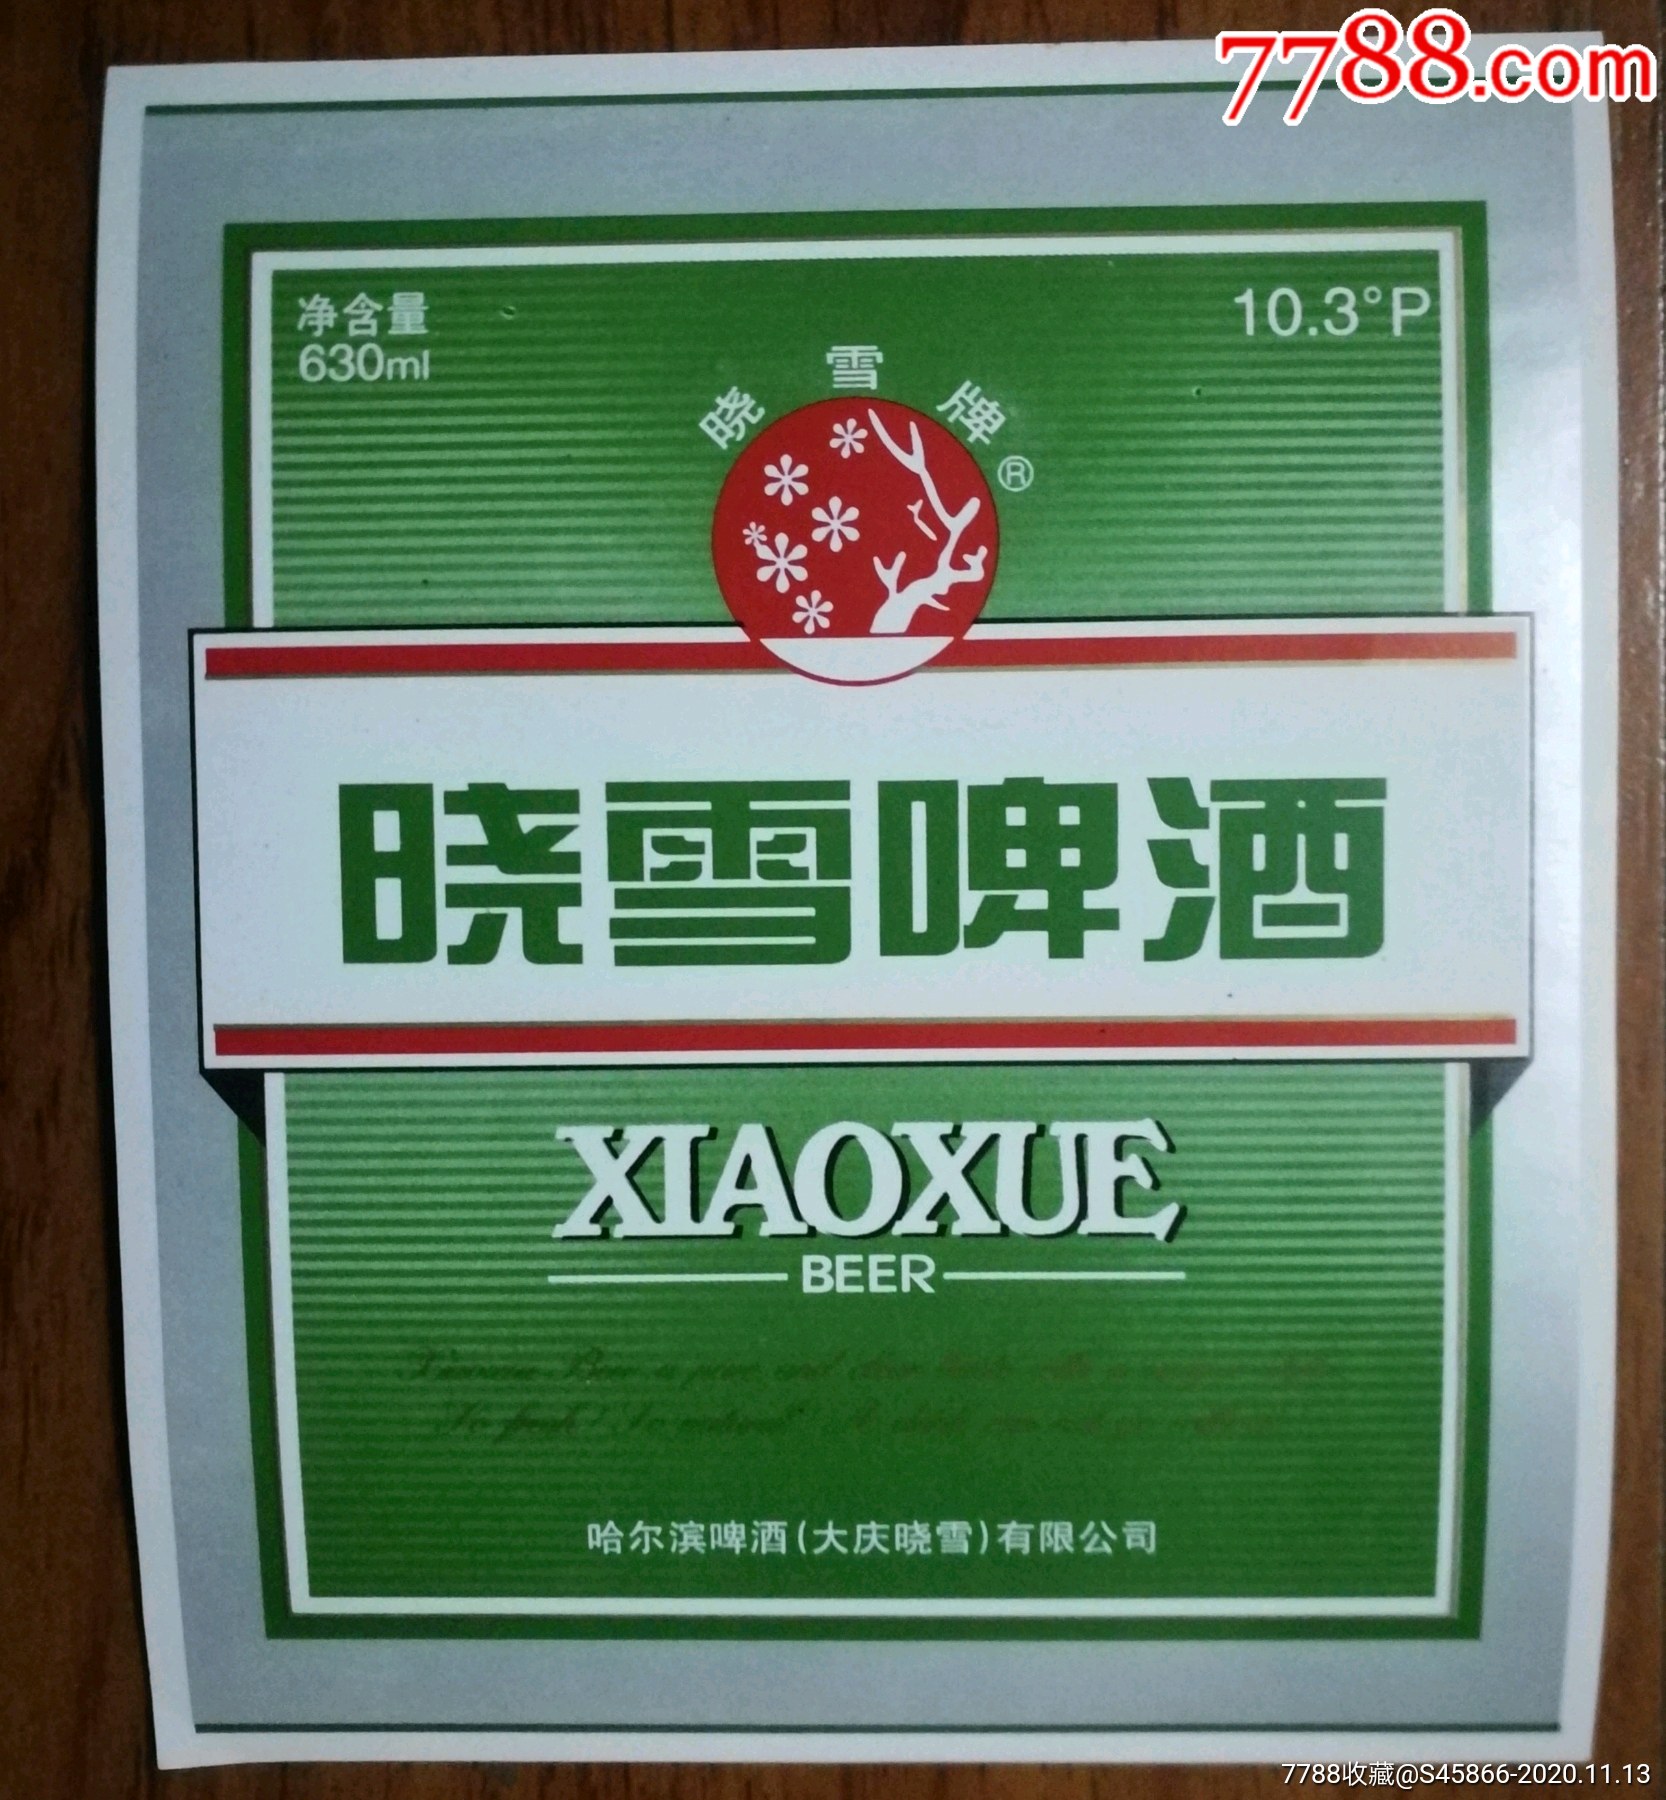 7788.com
净含量
630ml
10.3°P
晓雪牌®
晓雪啤酒
XIAOXUE
BEER
哈尔滨啤酒(大庆晓雪)有限公司
7788收藏@S45866-2020.11.13